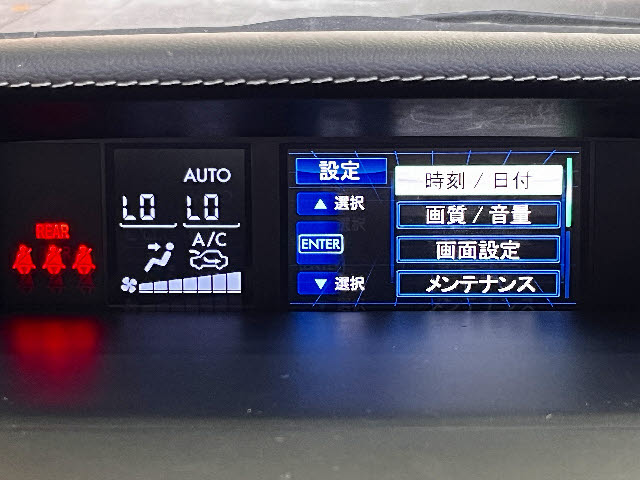 REAR
AUTO
LO LO
A/C
設定
▲ 選択
ENTER
▼ 選択
時刻 / 日付
画質 / 音量
画面設定
メンテナンス